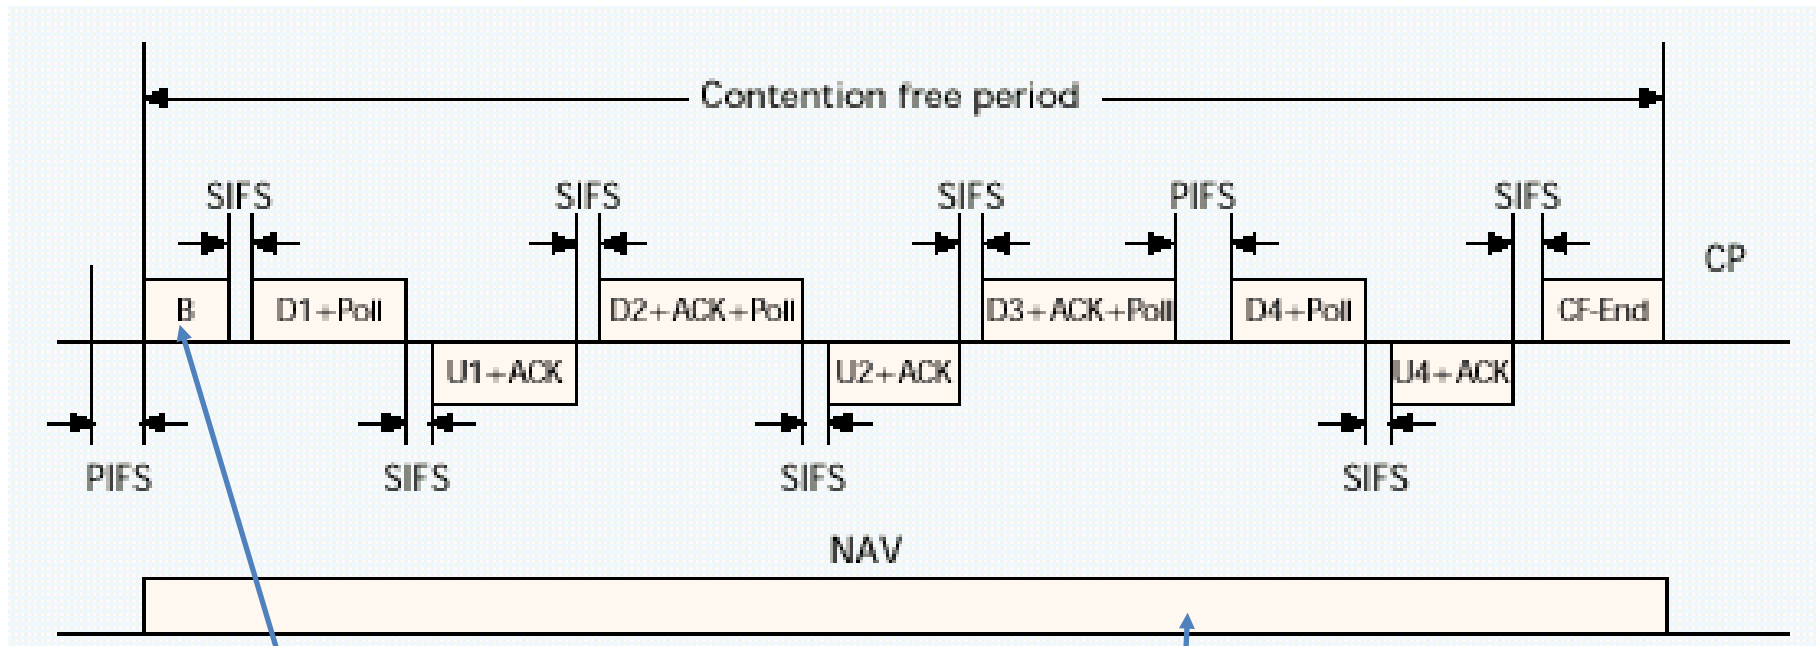 Contention free period
SIFS SIFS SIFS PIFS SIFS
CP
B D1+Poll D2+ACK+Poll D3+ACK+Poll D4+Poll CF-End
U1+ACK U2+ACK U4+ACK
PIFS SIFS SIFS SIFS
NAV